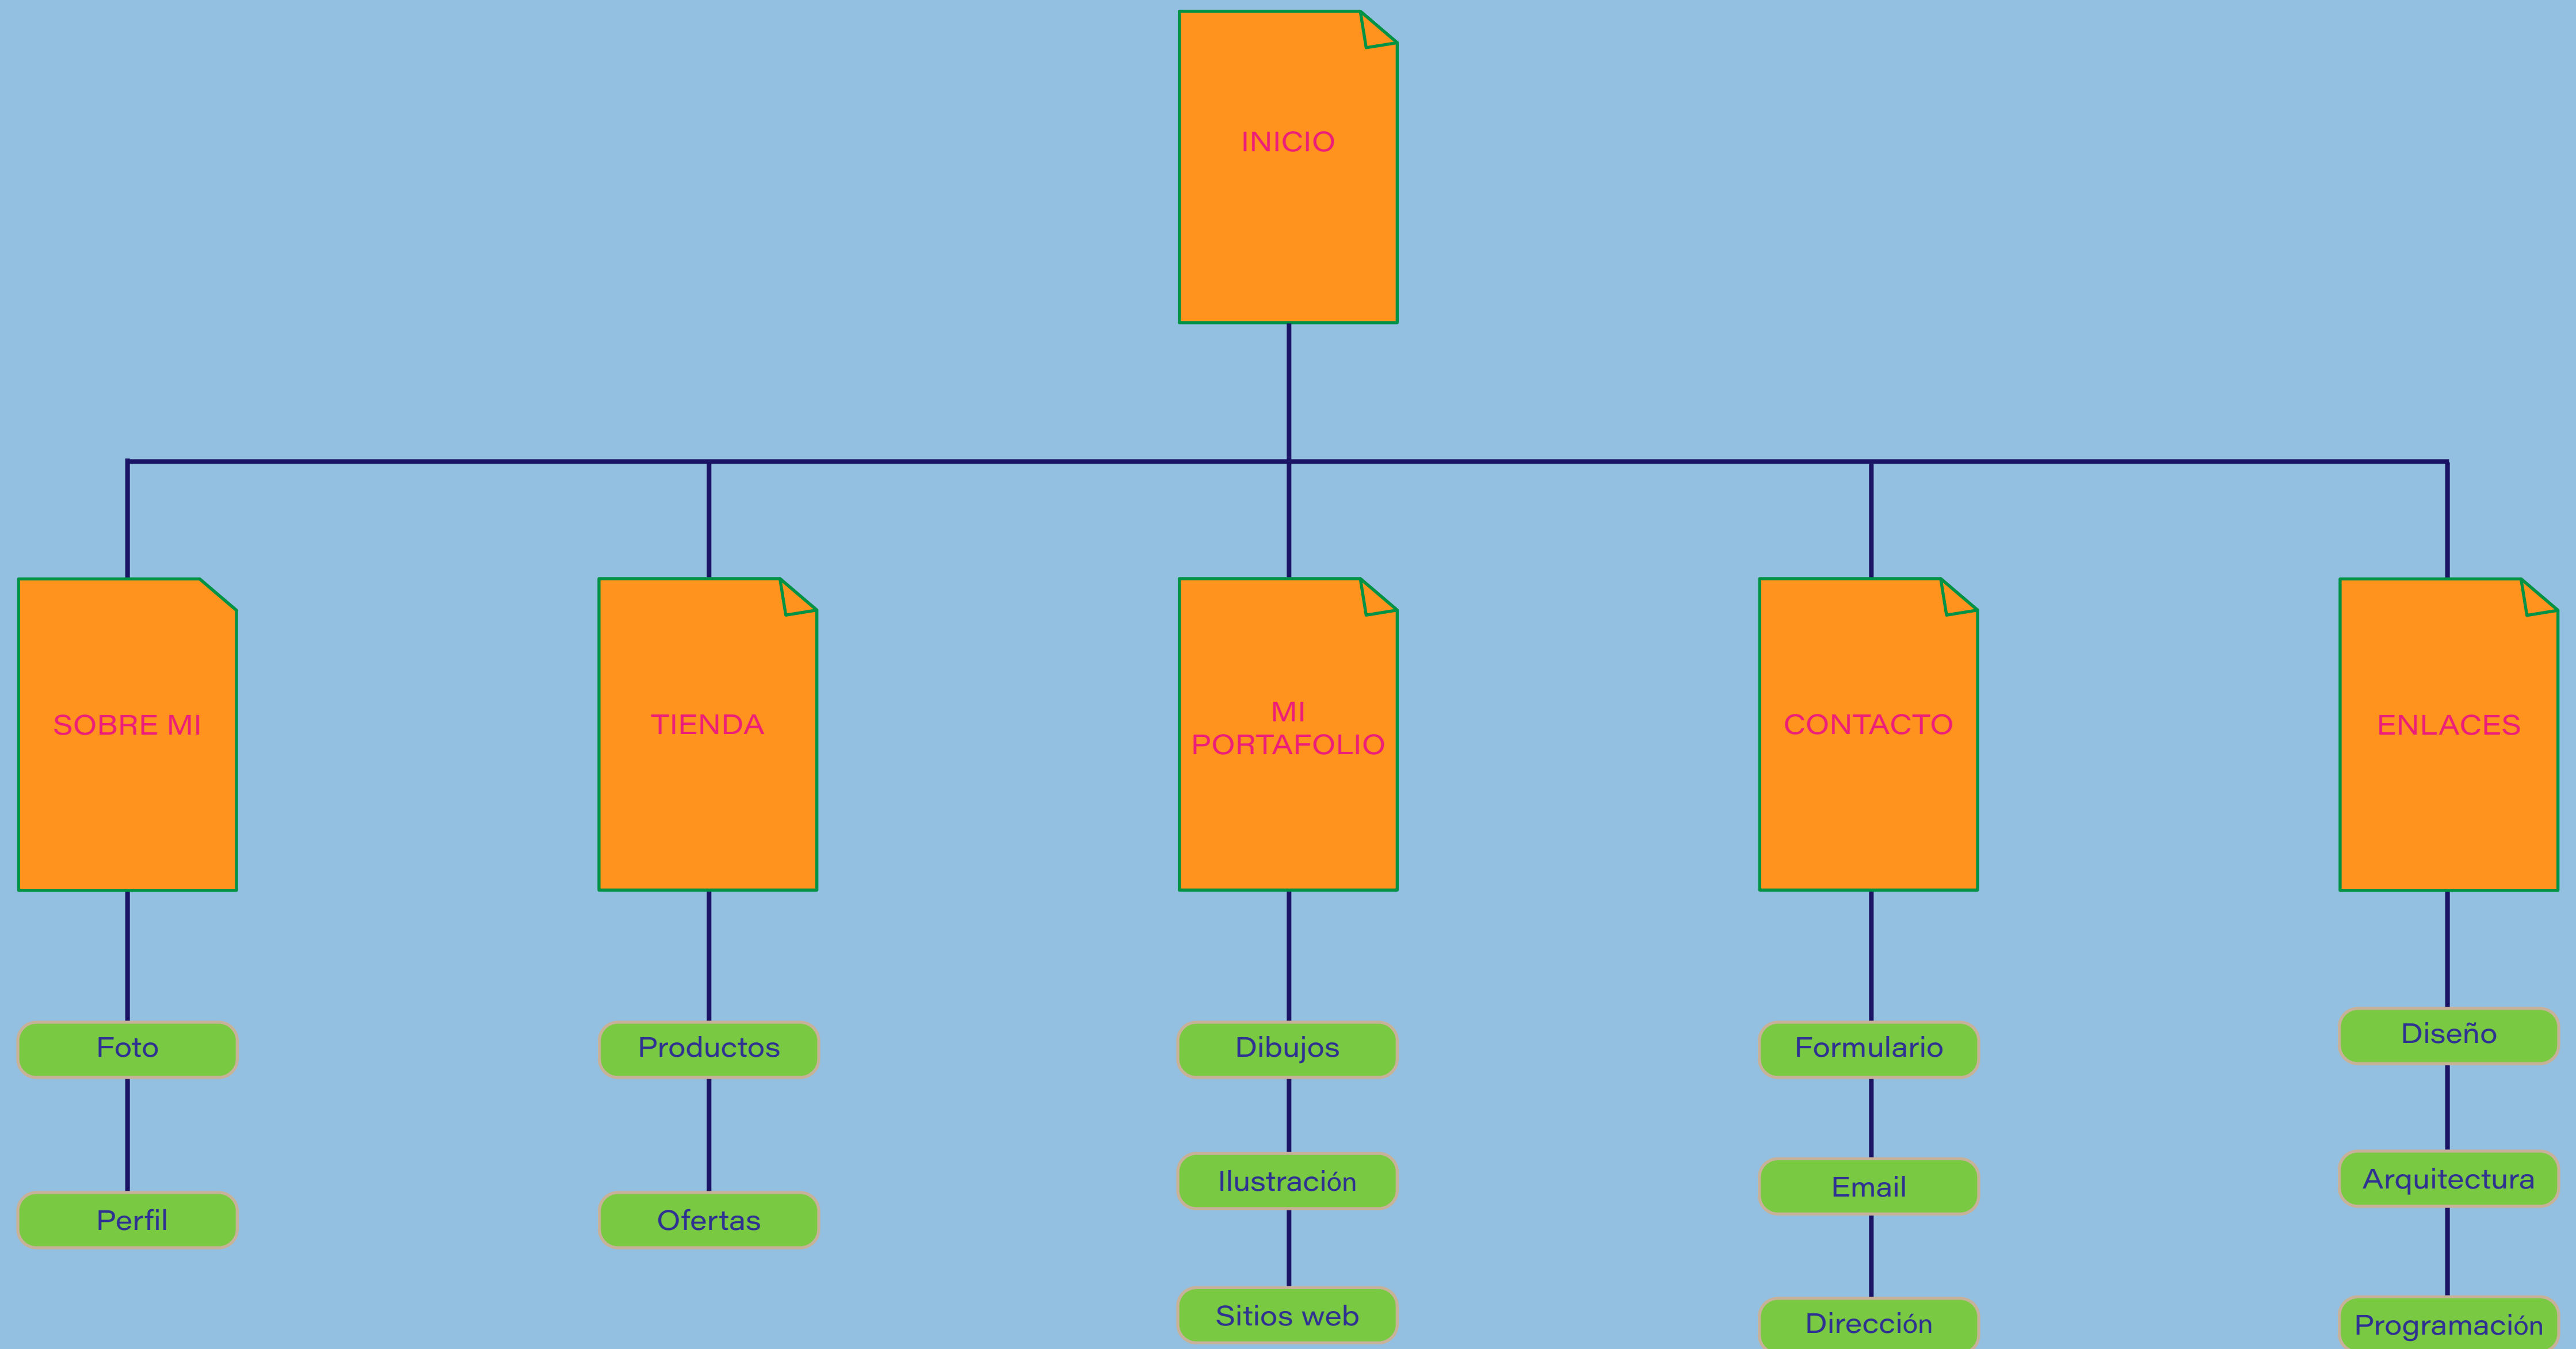 INICIO
SOBRE MI
TIENDA
MI
PORTAFOLIO
CONTACTO
ENLACES
Foto
Productos
Dibujos
Formulario
Diseño
Ilustración
Email
Arquitectura
Perfil
Ofertas
Sitios web
Dirección
Programación